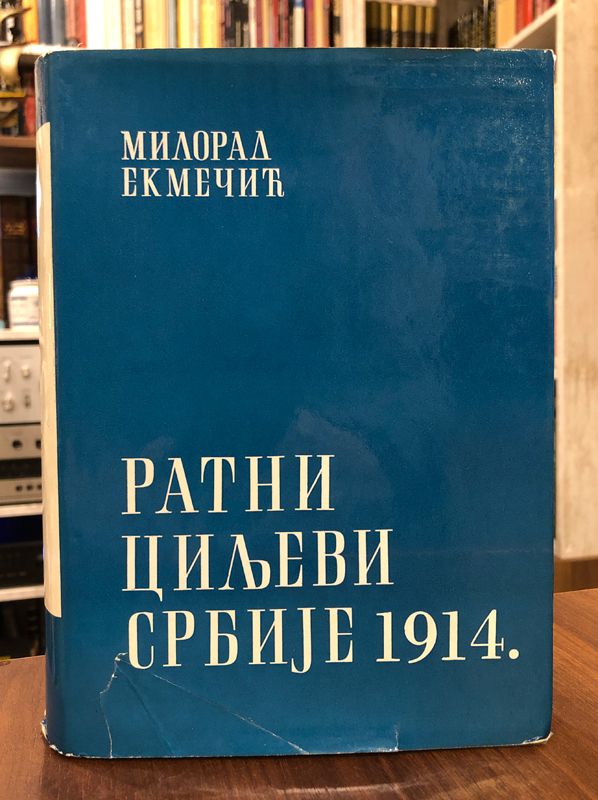 МИЛОРАД
ЕКМЕЧИЋ
РАТНИ
ЦИЉЕВИ
СРБИЈЕ 1914.